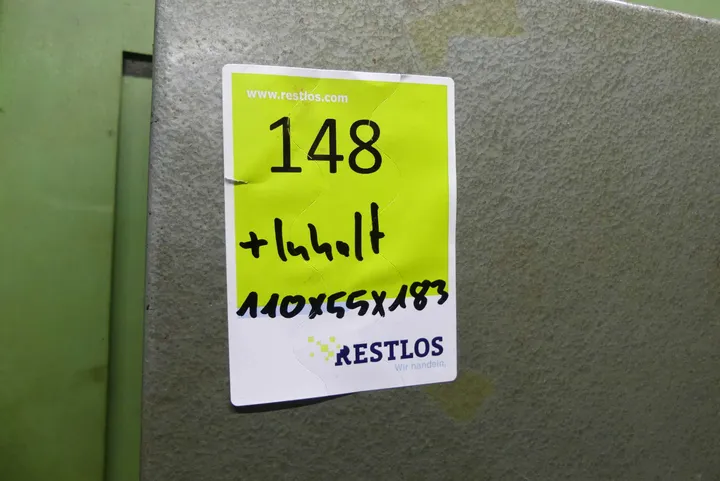 www.restlos.com
148
+Inhalt
110x55x183
RESTLOS
Wir handeln.